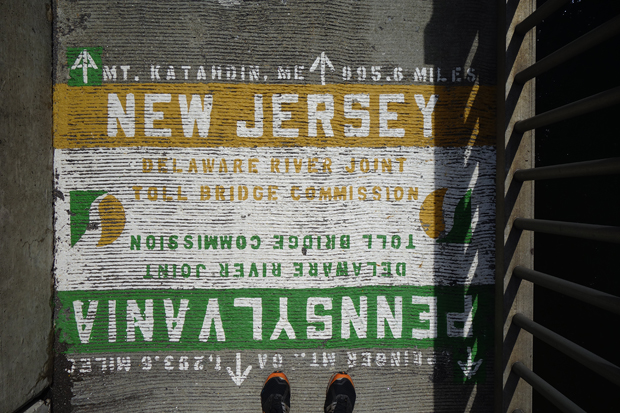 MT. KATAHDIN, ME 895.6 MILES
NEW JERSEY
DELAWARE RIVER JOINT
TOLL BRIDGE COMMISSION
SPRINGER MT., GA 1,293.6 MILES
PENNSYLVANIA
DELAWARE RIVER JOINT
TOLL BRIDGE COMMISSION